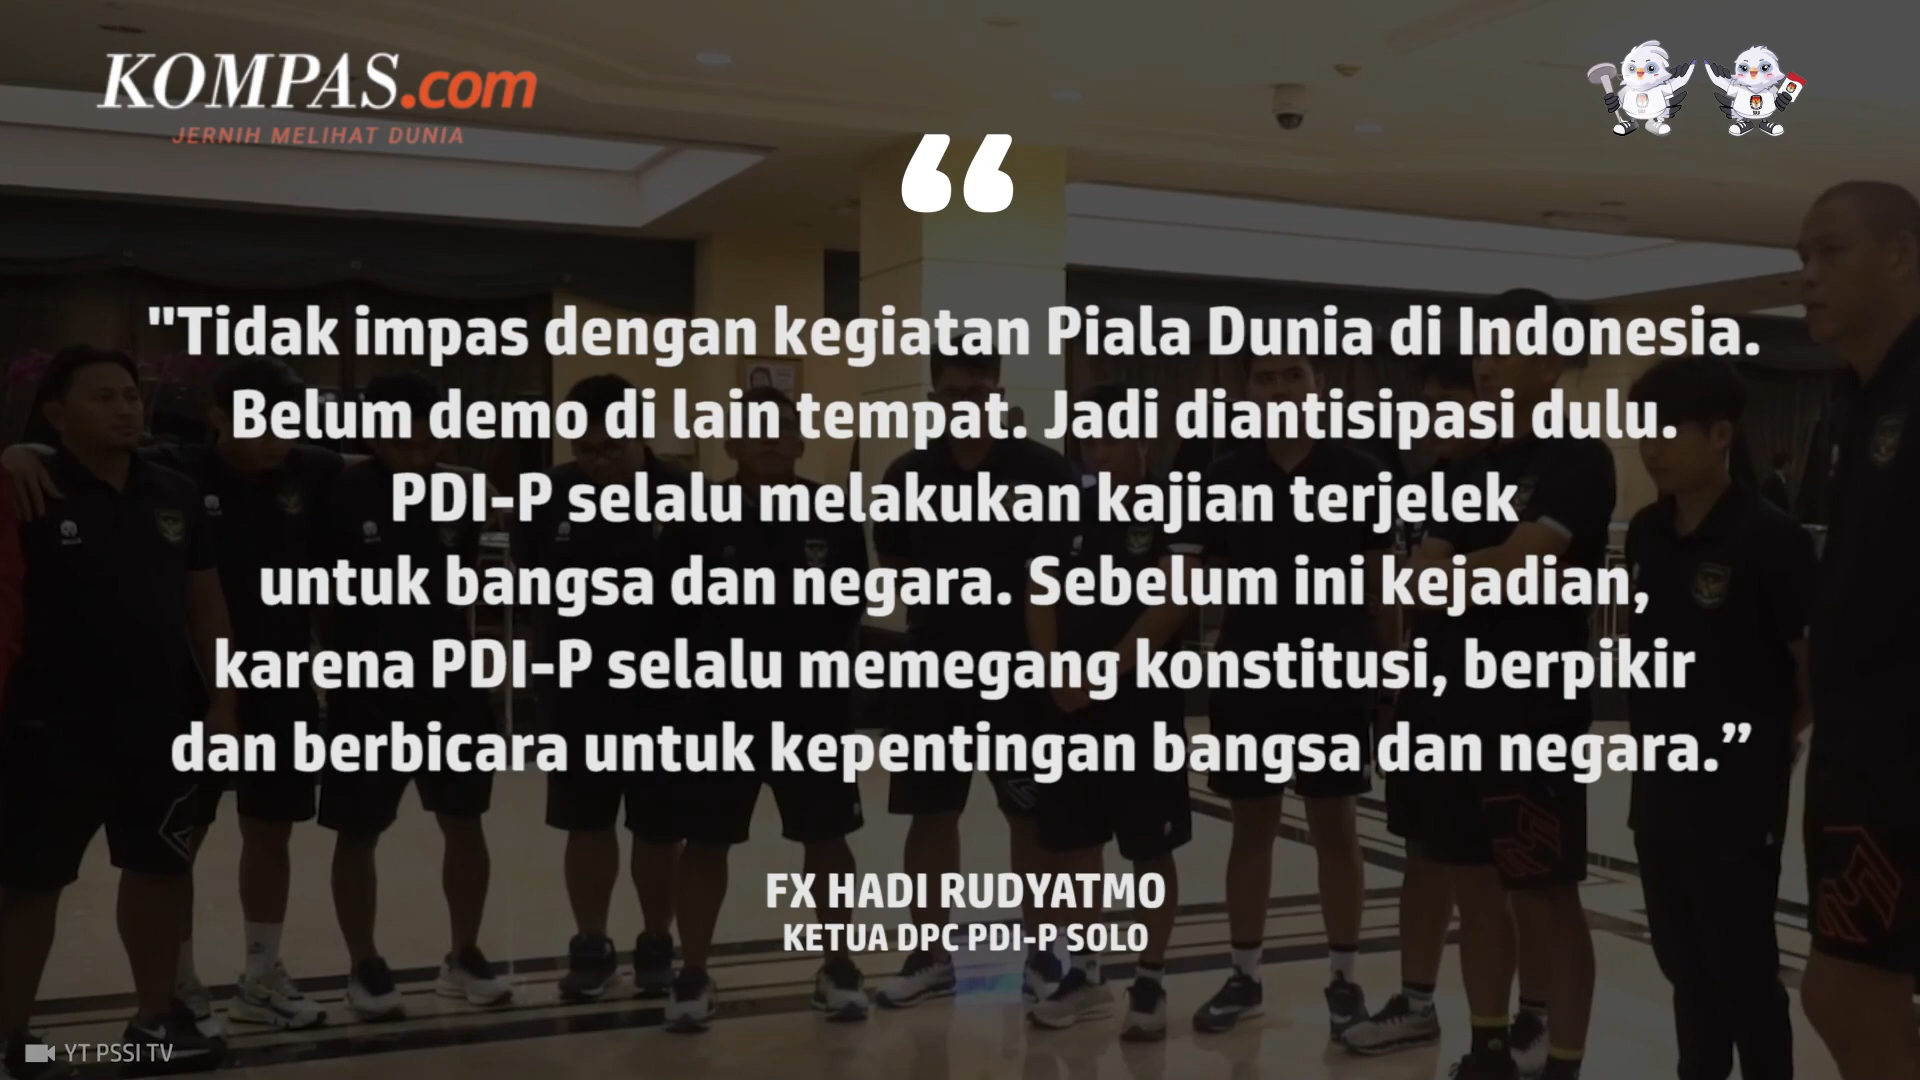 KOMPAS.com
JERNIH MELIHAT DUNIA
“
"Tidak impas dengan kegiatan Piala Dunia di Indonesia.
Belum demo di lain tempat. Jadi diantisipasi dulu.
PDI-P selalu melakukan kajian terjelek
untuk bangsa dan negara. Sebelum ini kejadian,
karena PDI-P selalu memegang konstitusi, berpikir
dan berbicara untuk kepentingan bangsa dan negara.”
FX HADI RUDYATMO
KETUA DPC PDI-P SOLO
YT PSSI TV